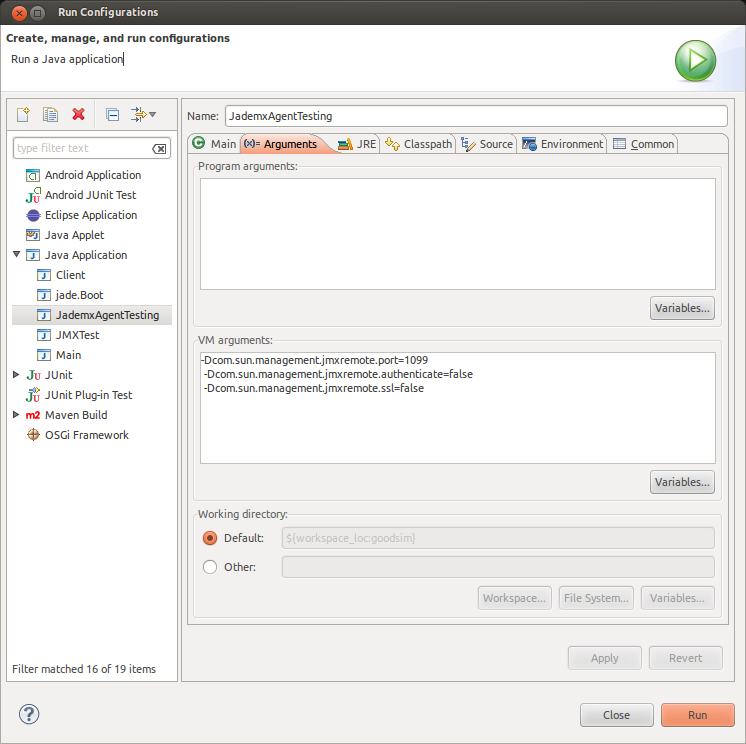 Run Configurations
Create, manage, and run configurations
Run a Java application
Name: JademxAgentTesting
type filter text
Main (x)= Arguments JRE Classpath Source Environment Common
Android Application
Android JUnit Test
Eclipse Application
Java Applet
Java Application
Client
jade.Boot
JademxAgentTesting
JMXTest
Main
JUnit
JUnit Plug-in Test
Maven Build
OSGi Framework
Filter matched 16 of 19 items
Program arguments:
Variables...
VM arguments:
-Dcom.sun.management.jmxremote.port=1099
-Dcom.sun.management.jmxremote.authenticate=false
-Dcom.sun.management.jmxremote.ssl=false
Variables...
Working directory:
Default: ${workspace_loc:goodsim}
Other:
Workspace... File System... Variables...
Apply Revert
? Close Run